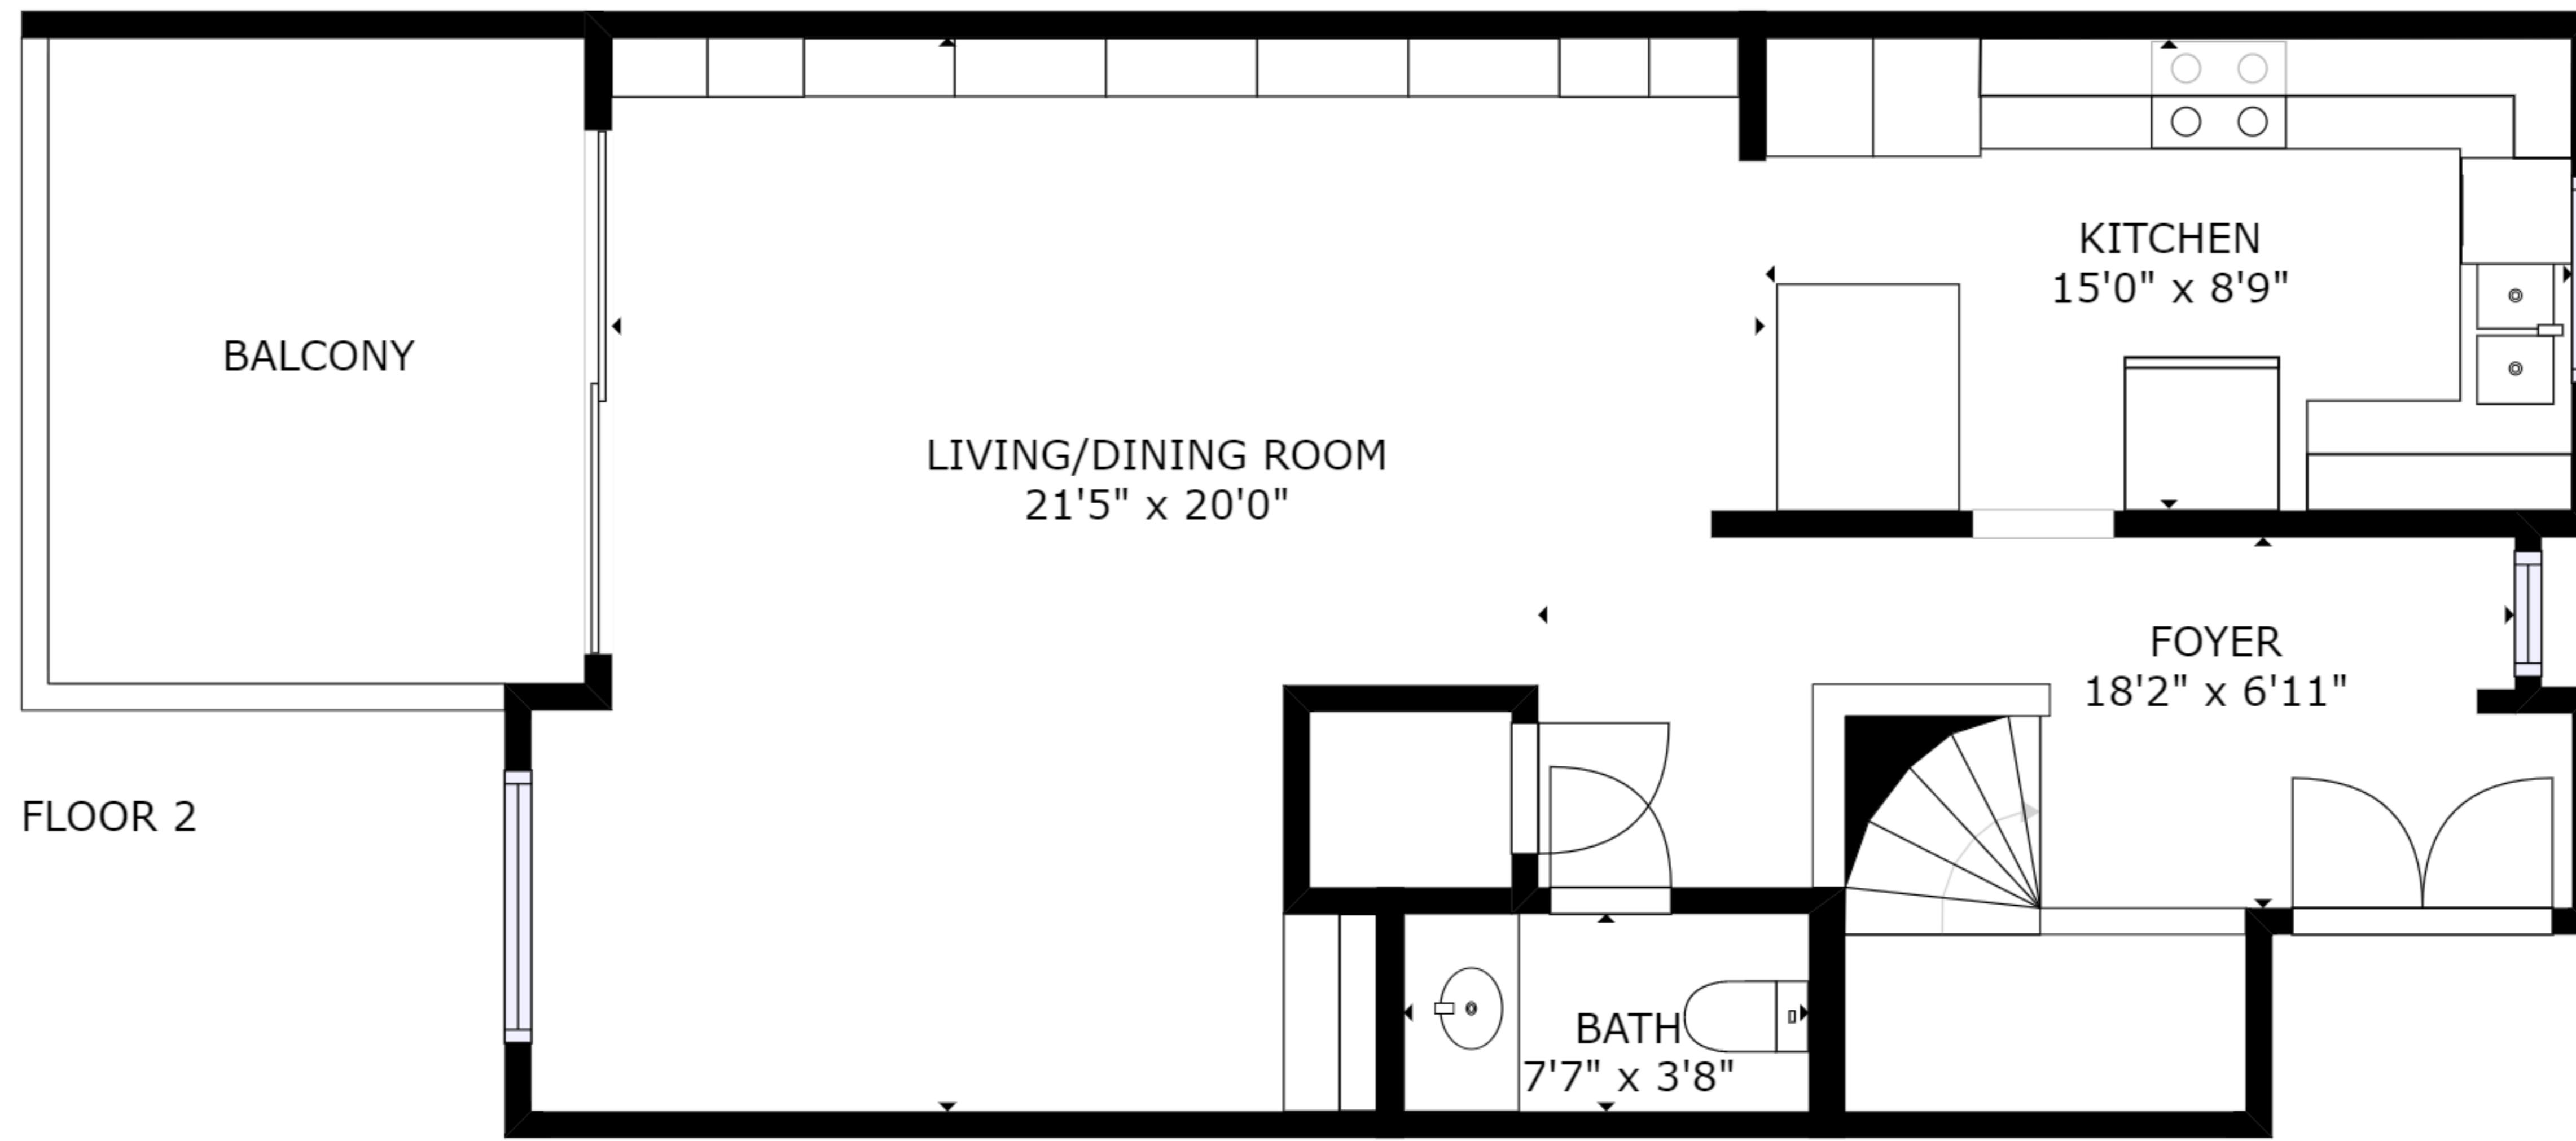 KITCHEN
15'0" x 8'9"
BALCONY
LIVING/DINING ROOM
21'5" x 20'0"
FOYER
18'2" x 6'11"
FLOOR 2
BATH
7'7" x 3'8"